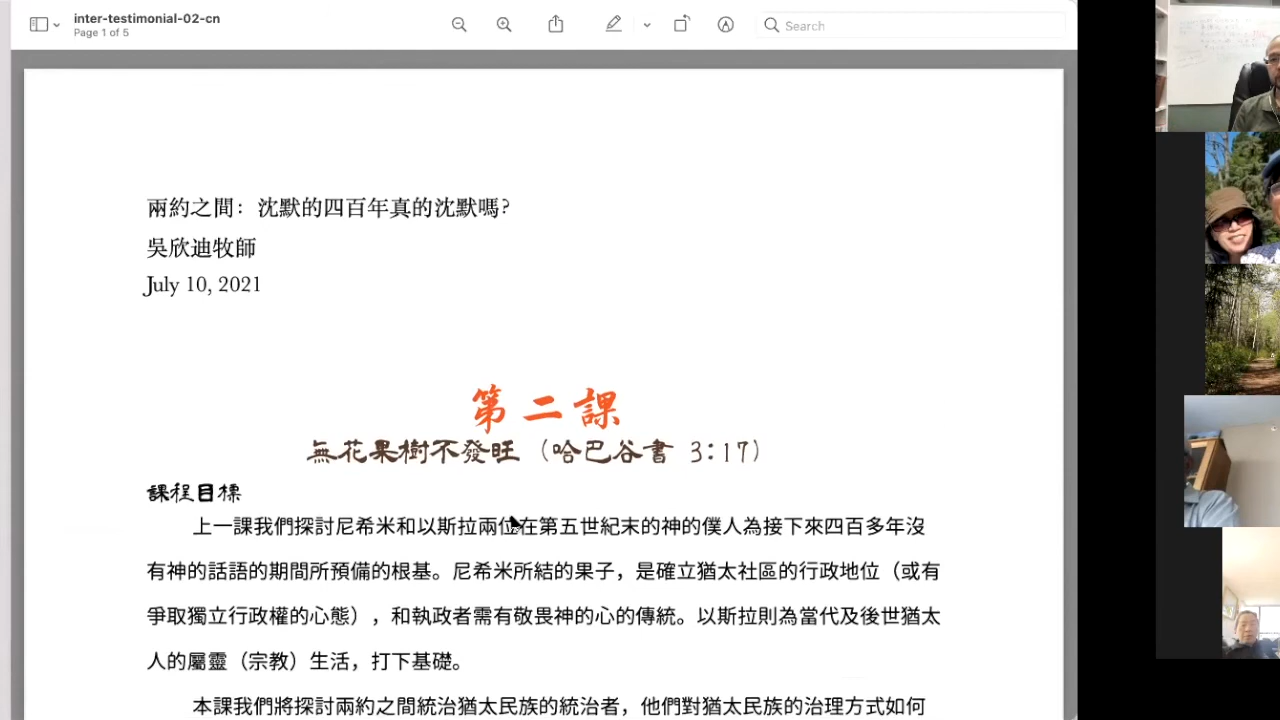 inter-testimonial-02-cn
Page 1 of 5
Search
兩約之間：沈默的四百年真的沈默嗎？
吳欣迪牧師
July 10, 2021
第二課
無花果樹不發旺（哈巴谷書 3:17）
課程目標
上一課我們探討尼希米和以斯拉兩位在第五世紀末的神的僕人為接下來四百多年沒
有神的話語的期間所預備的根基。尼希米所結的果子，是確立猶太社區的行政地位（或有
爭取獨立行政權的心態），和執政者需有敬畏神的心的傳統。以斯拉則為當代及後世猶太
人的屬靈（宗教）生活，打下基礎。
本課我們將探討兩約之間統治猶太民族的統治者，他們對猶太民族的治理方式如何